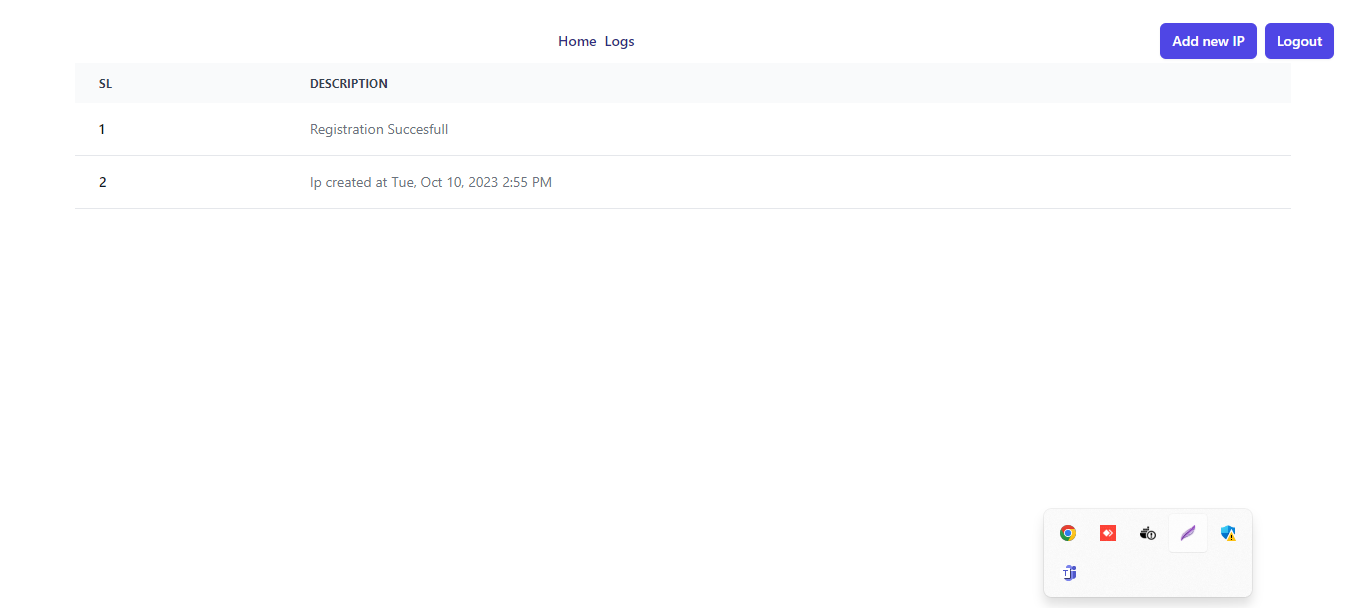 Home Logs Add new IP Logout
SL DESCRIPTION
1 Registration Succesfull
2 Ip created at Tue, Oct 10, 2023 2:55 PM
T